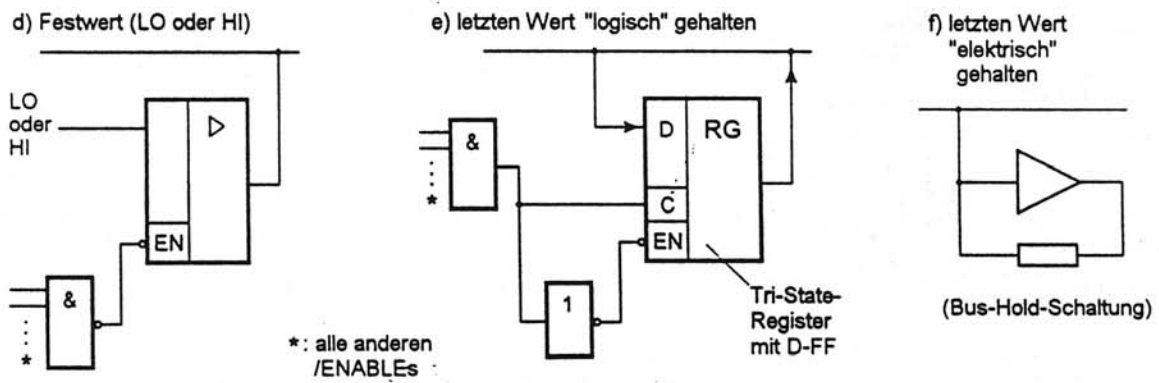 d) Festwert (LO oder HI)
LO
oder
HI
EN
&
*
e) letzten Wert "logisch" gehalten
&
*
D
RG
C
EN
1
Tri-State-
Register
mit D-FF
*: alle anderen
/ENABLEs
f) letzten Wert
"elektrisch"
gehalten
(Bus-Hold-Schaltung)